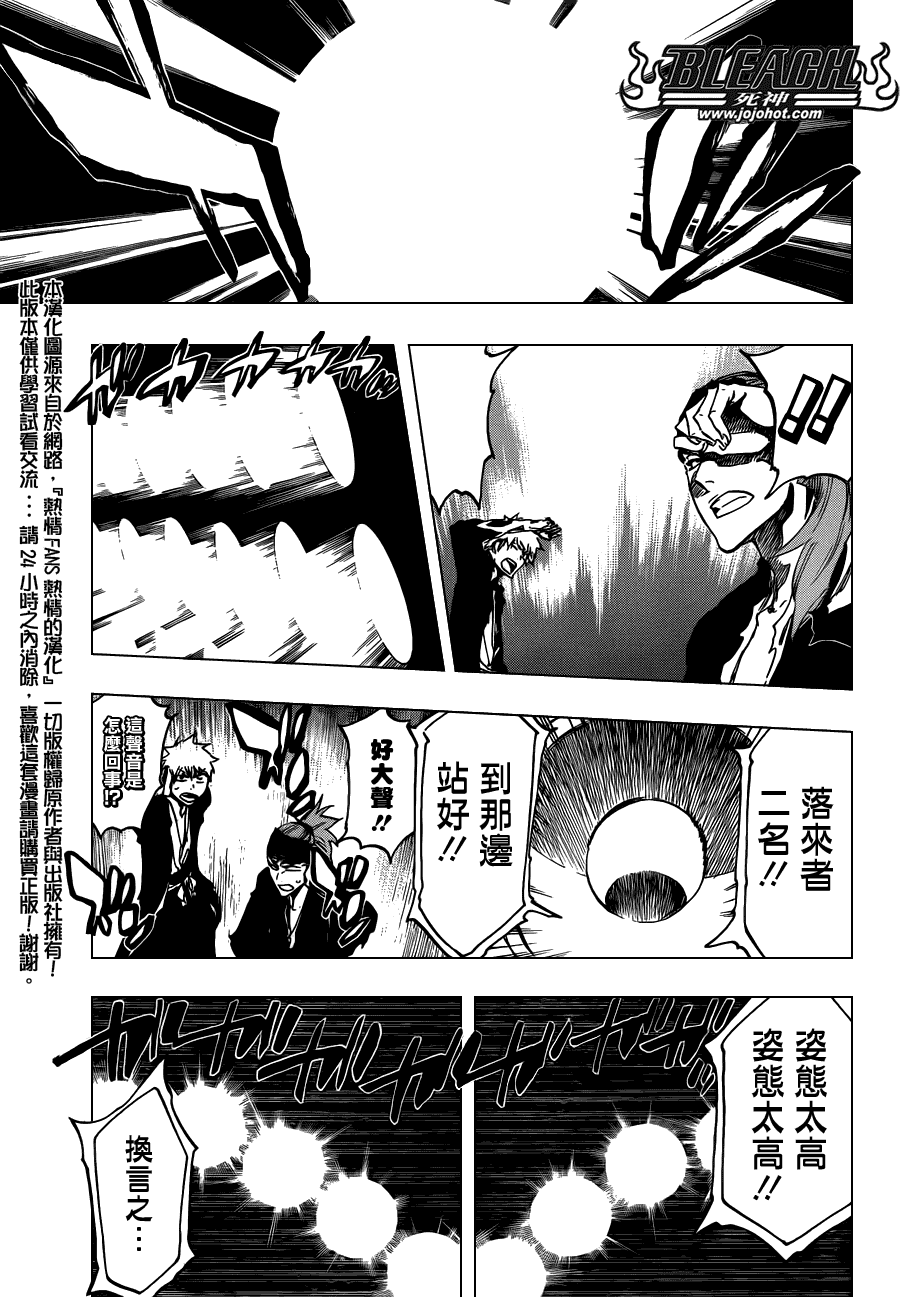 BLEACH
死神
www.jojohot.com
本漢化圖源來自於網路,『熱情FANS熱情的漢化』一切版權歸原作者與出版社擁有!
此版本僅供學習試看交流… 請24小時之內消除,喜歡這套漫畫請購買正版!謝謝。
!!
ガガガガ
落來者
二名!!
到那邊
站好!!
好大聲!!
這聲音是
怎麼回事!?
姿態太高
姿態太高!!
換言之…